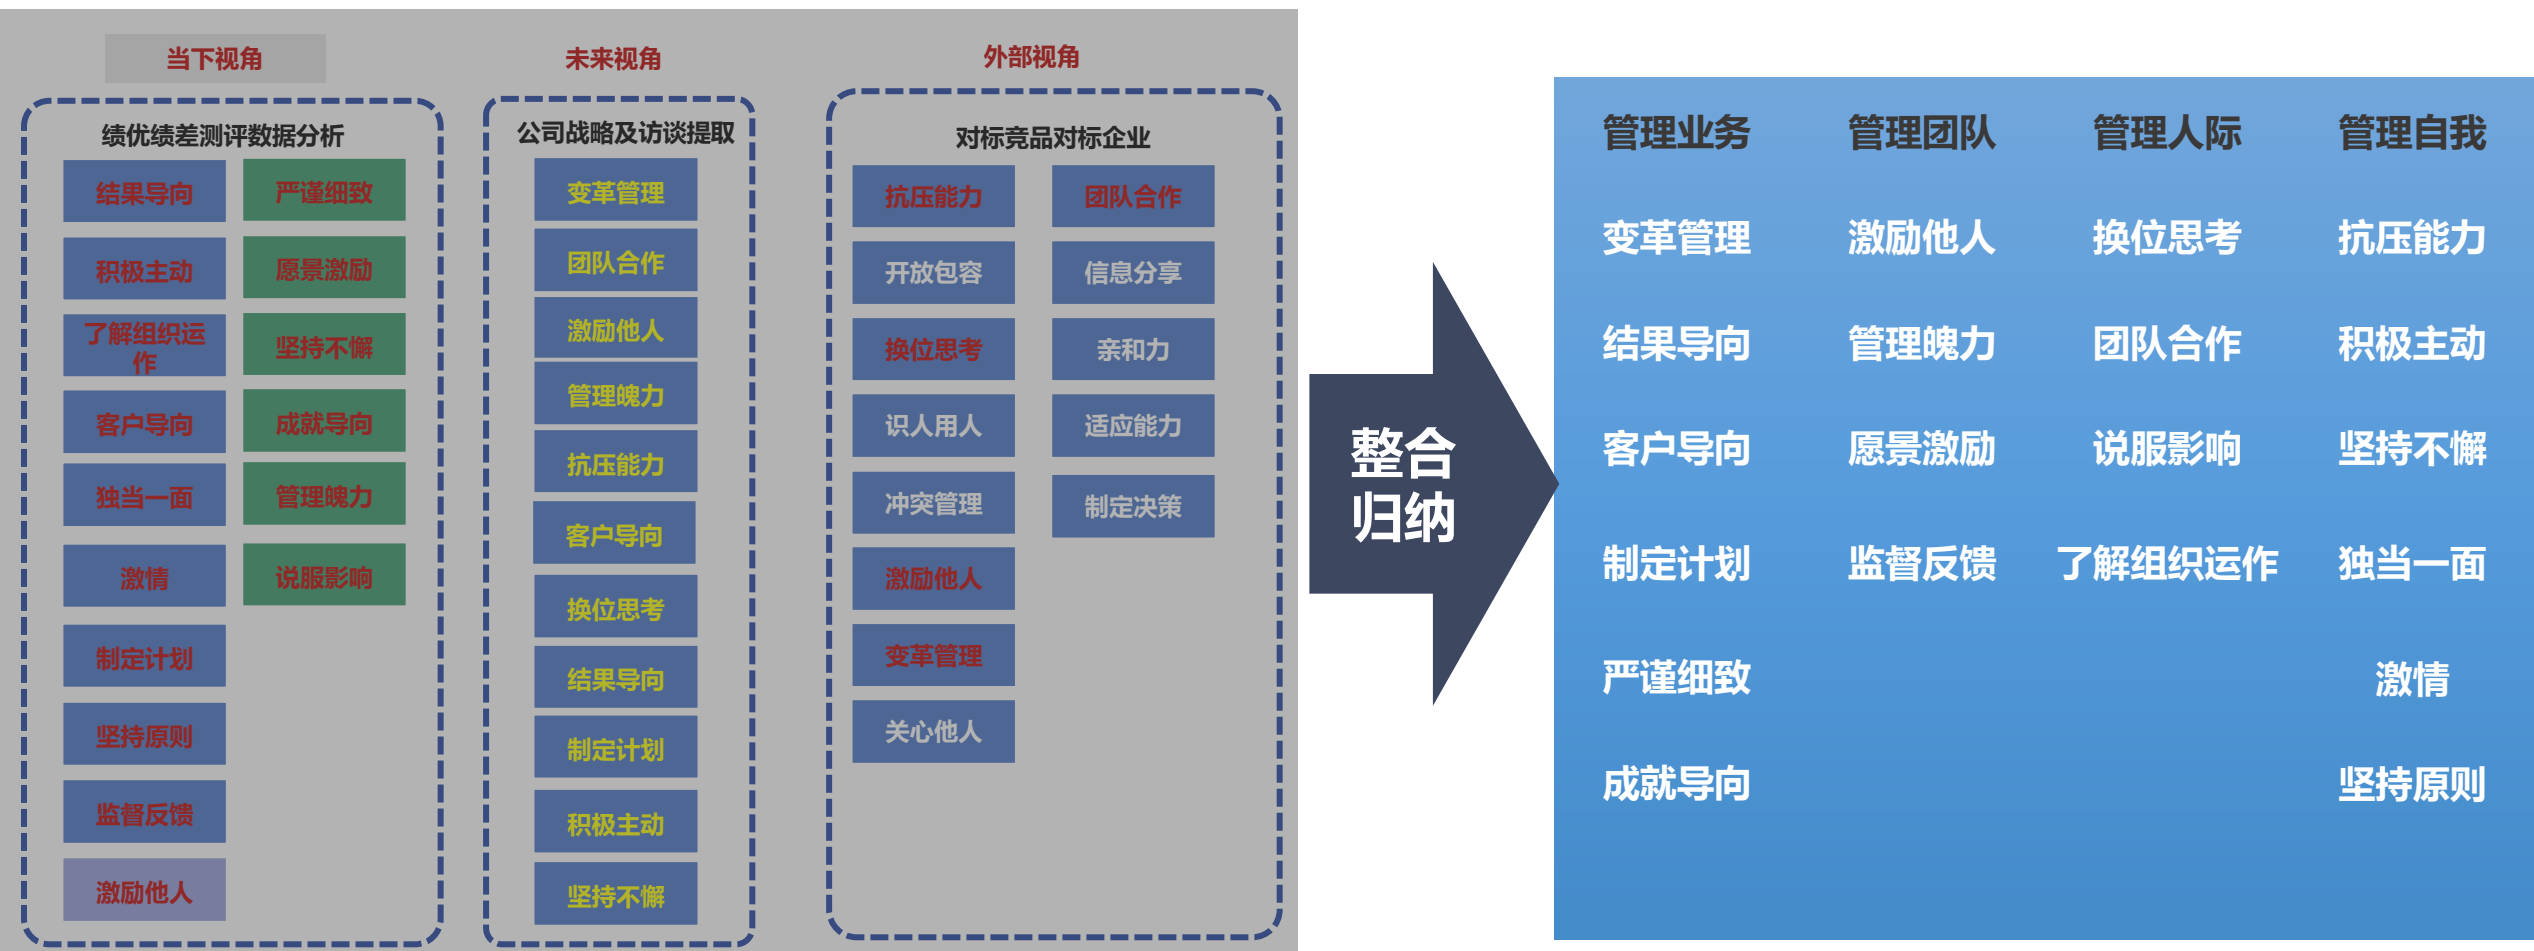 当下视角
绩优绩差测评数据分析
结果导向
积极主动
了解组织运
作
客户导向
独当一面
激情
制定计划
坚持原则
监督反馈
激励他人
严谨细致
愿景激励
坚持不懈
成就导向
管理魄力
说服影响
未来视角
公司战略及访谈提取
变革管理
团队合作
激励他人
管理魄力
抗压能力
客户导向
换位思考
结果导向
制定计划
积极主动
坚持不懈
外部视角
对标竞品对标企业
抗压能力
开放包容
换位思考
识人用人
冲突管理
激励他人
变革管理
关心他人
团队合作
信息分享
亲和力
适应能力
制定决策
整合
归纳
管理业务
变革管理
结果导向
客户导向
制定计划
严谨细致
成就导向
管理团队
激励他人
管理魄力
愿景激励
监督反馈
管理人际
换位思考
团队合作
说服影响
了解组织运作
管理自我
抗压能力
积极主动
坚持不懈
独当一面
激情
坚持原则